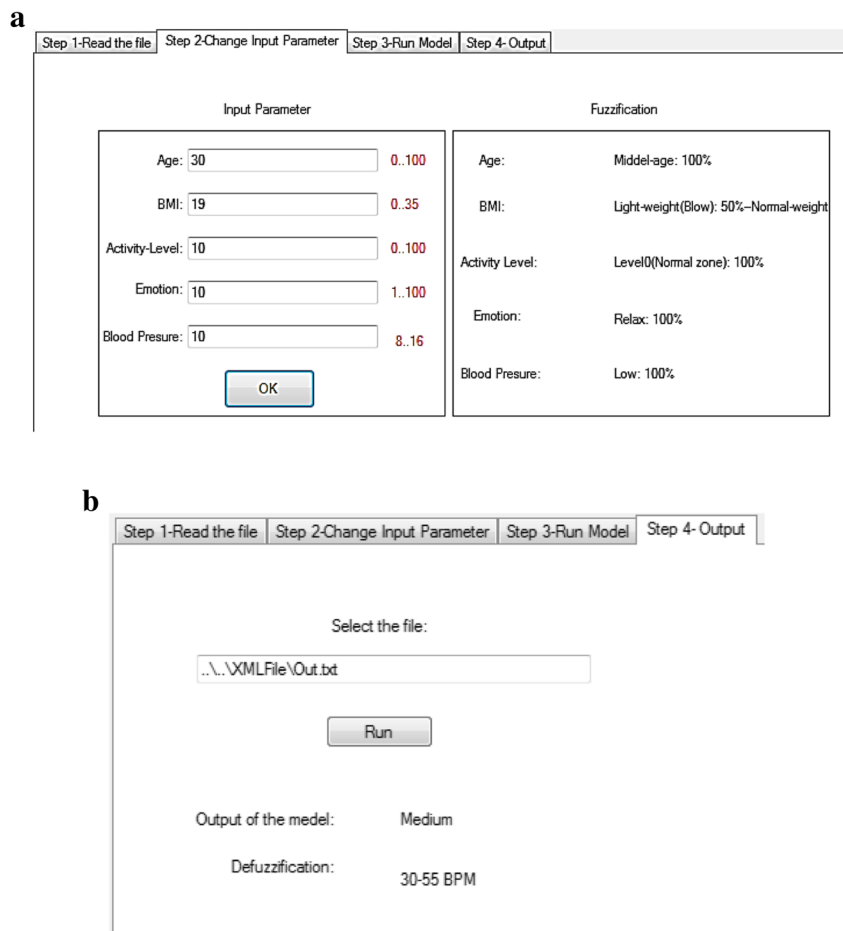 a
Step 1-Read the file Step 2-Change Input Parameter Step 3-Run Model Step 4- Output
Input Parameter Fuzzification
Age: 30 0..100 Age: Middel-age: 100%
BMI: 19 0..35 BMI: Light-weight(Blow): 50%--Normal-weight
Activity-Level: 10 0..100 Activity Level: Level0(Normal zone): 100%
Emotion: 10 1..100 Emotion: Relax: 100%
Blood Presure: 10 8..16 Blood Presure: Low: 100%
OK
b
Step 1-Read the file Step 2-Change Input Parameter Step 3-Run Model Step 4- Output
Select the file:
..\..\XMLFile\Out.txt
Run
Output of the medel: Medium
Defuzzification: 30-55 BPM